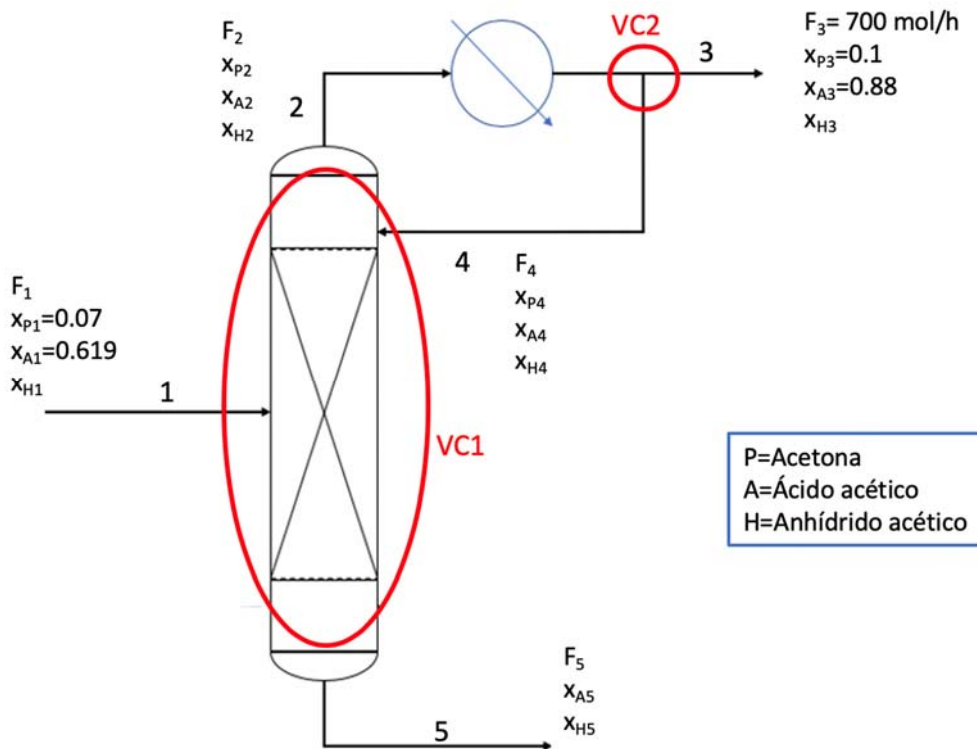 F₂
x_P2
x_A2
x_H2
2
VC2
3
F₃= 700 mol/h
x_P3=0.1
x_A3=0.88
x_H3
4
F₄
x_P4
x_A4
x_H4
F₁
x_P1=0.07
x_A1=0.619
x_H1
1
VC1
P=Acetona
A=Ácido acético
H=Anhídrido acético
F₅
x_A5
x_H5
5